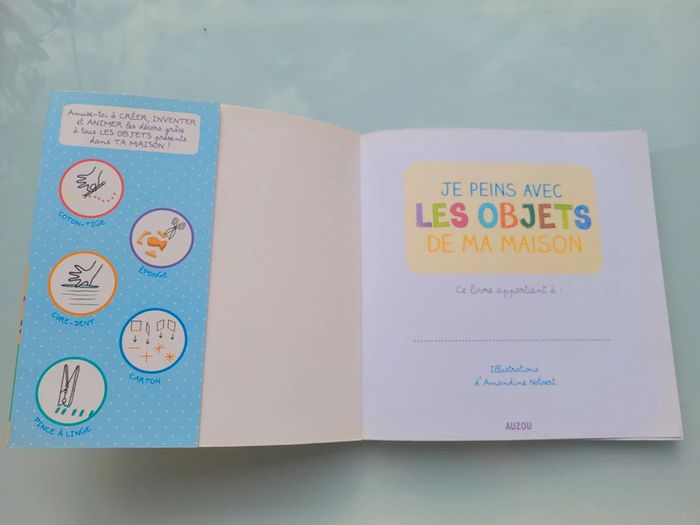 Amuse-toi à CRÉER, INVENTER
et ANIMER les décors grâce
à tous LES OBJETS présents
dans TA MAISON !
COTON-TIGE
ÉPONGE
CURE-DENT
CARTON
PINCE À LINGE
JE PEINS AVEC
LES OBJETS
DE MA MAISON
Ce livre appartient à :
Illustrations
d'Amandine Notaert
AUZOU